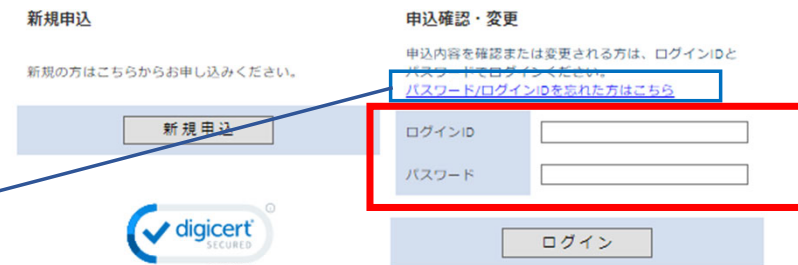 新規申込
新規の方はこちらからお申し込みください。
新規申込
digicert
SECURED
申込確認・変更
申込内容を確認または変更される方は、ログインIDと
パスワードでログインください。
パスワード/ログインIDを忘れた方はこちら
ログインID
パスワード
ログイン